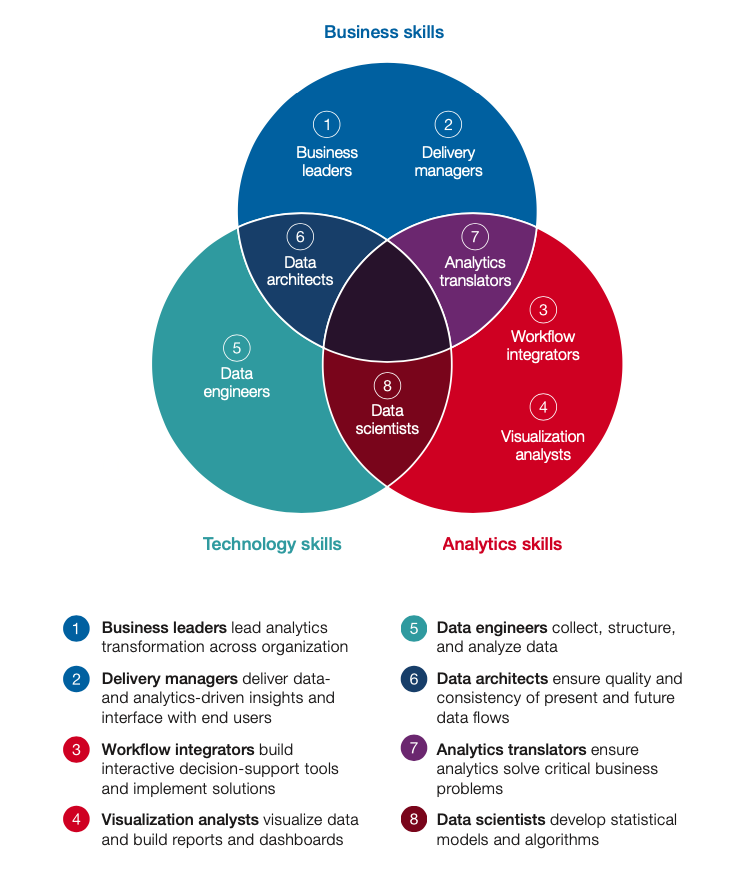 Business skills
1
Business
leaders
2
Delivery
managers
6
Data
architects
7
Analytics
translators
3
Workflow
integrators
5
Data
engineers
8
Data
scientists
4
Visualization
analysts
Technology skills
Analytics skills
1 Business leaders lead analytics
transformation across organization
2 Delivery managers deliver data-
and analytics-driven insights and
interface with end users
3 Workflow integrators build
interactive decision-support tools
and implement solutions
4 Visualization analysts visualize data
and build reports and dashboards
5 Data engineers collect, structure,
and analyze data
6 Data architects ensure quality and
consistency of present and future
data flows
7 Analytics translators ensure
analytics solve critical business
problems
8 Data scientists develop statistical
models and algorithms